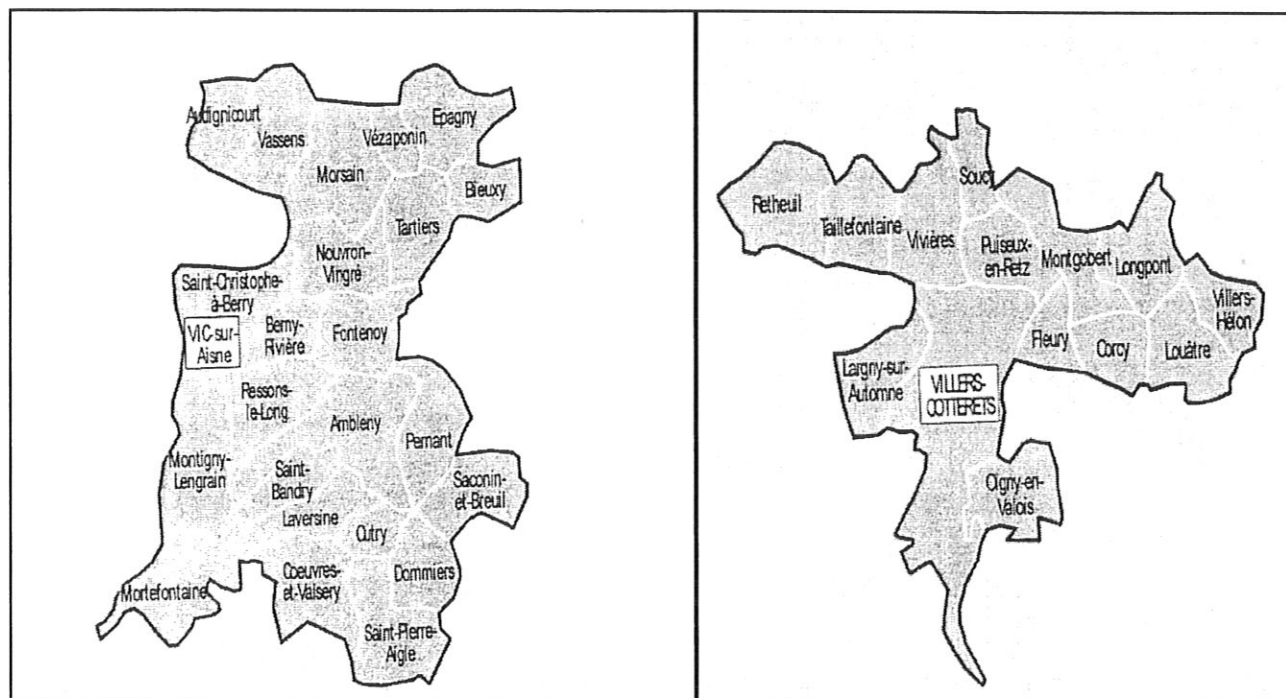 Audignicourt
Vassens
Vézaponin
Epagny
Morsain
Bieuxy
Tartiers
Nouvron-
Vingré
Saint-Christophe-
à-Berry
VIC-sur-
Aisne
Berny-
Rivière
Fontenoy
Ressons-
le-Long
Ambleny
Pernant
Montigny-
Lengrain
Saint-
Bandry
Saconin-
et-Breuil
Laversine
Cutry
Coeuvres-
et-Valsery
Dommiers
Mortefontaine
Saint-Pierre-
Aigle
Soucy
Retheuil
Taillefontaine
Vivières
Puiseux-
en-Retz
Montgobert
Longpont
Villers-
Hélon
Fleury
Corcy
Louâtre
Largny-sur-
Automne
VILLERS-
COTTERETS
Oigny-en-
Valois